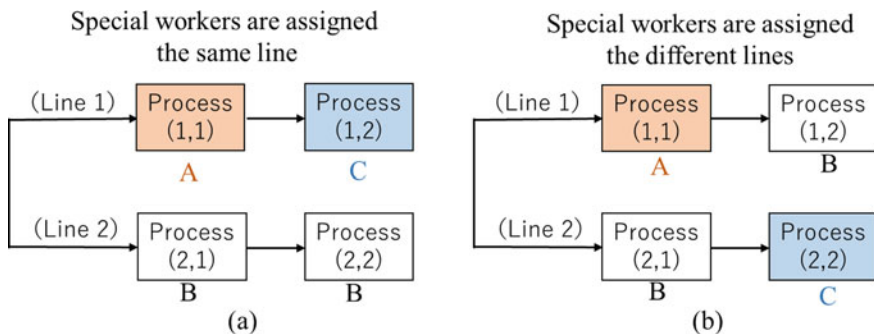 Special workers are assigned
the same line
(Line 1)
Process
(1,1)
A
Process
(1,2)
C
(Line 2)
Process
(2,1)
B
Process
(2,2)
B
(a)
Special workers are assigned
the different lines
(Line 1)
Process
(1,1)
A
Process
(1,2)
B
(Line 2)
Process
(2,1)
B
Process
(2,2)
C
(b)